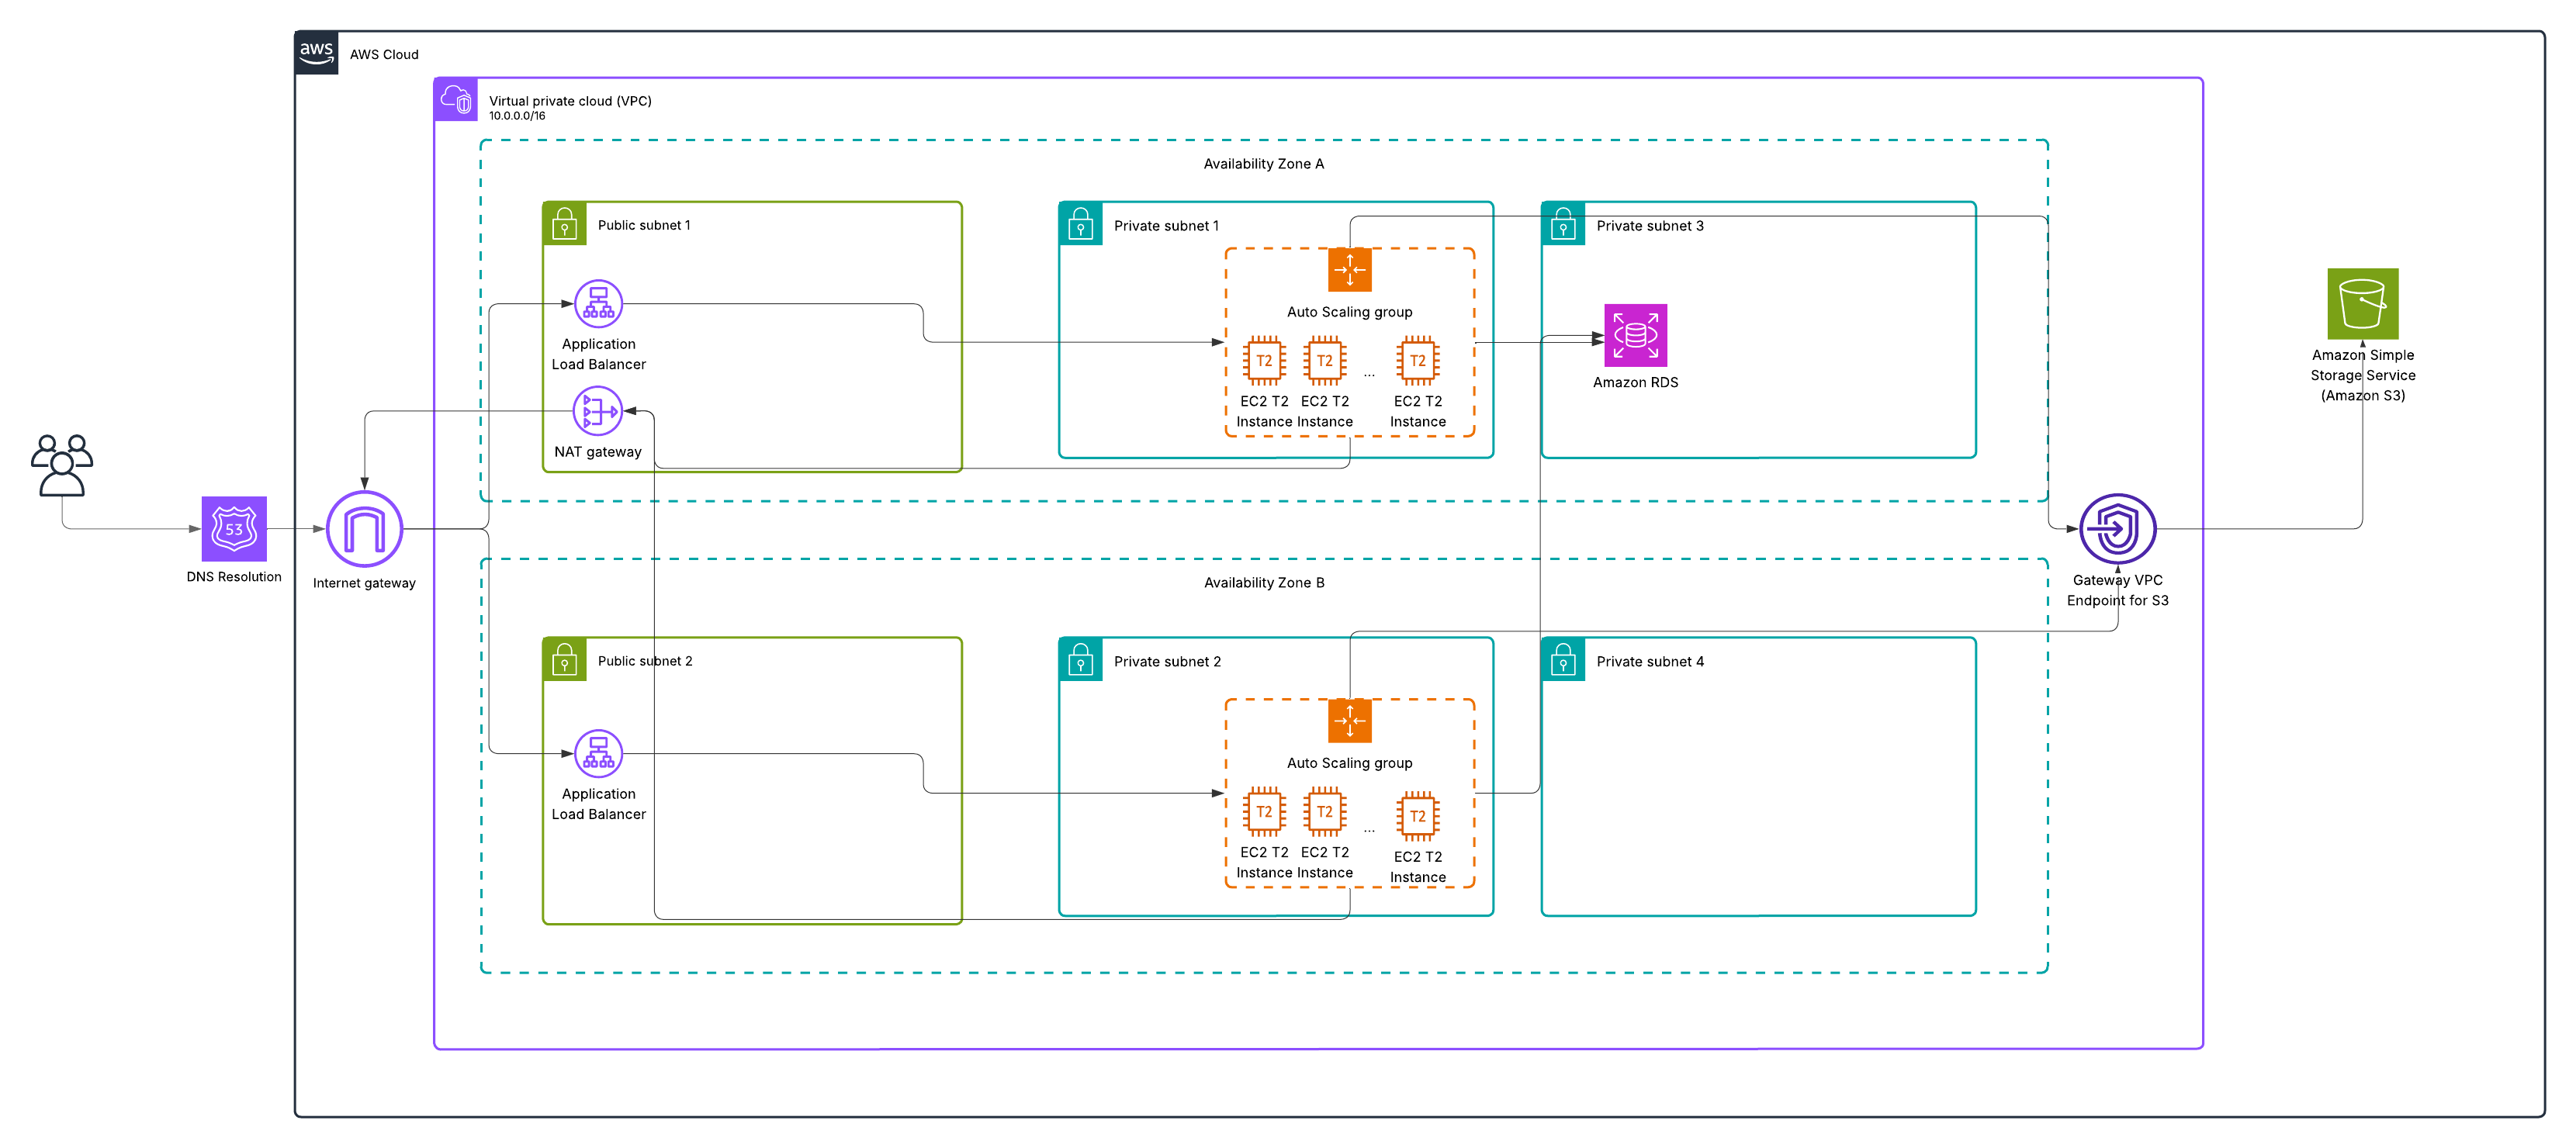 aws
AWS Cloud
Virtual private cloud (VPC)
10.0.0.0/16
Availability Zone A
Public subnet 1
Private subnet 1
Private subnet 3
Application
Load Balancer
NAT gateway
Auto Scaling group
T2
T2
T2
...
EC2 T2
Instance
EC2 T2
Instance
EC2 T2
Instance
Amazon RDS
Amazon Simple
Storage Service
(Amazon S3)
53
DNS Resolution
Internet gateway
Gateway VPC
Endpoint for S3
Availability Zone B
Public subnet 2
Private subnet 2
Private subnet 4
Application
Load Balancer
Auto Scaling group
T2
T2
T2
...
EC2 T2
Instance
EC2 T2
Instance
EC2 T2
Instance